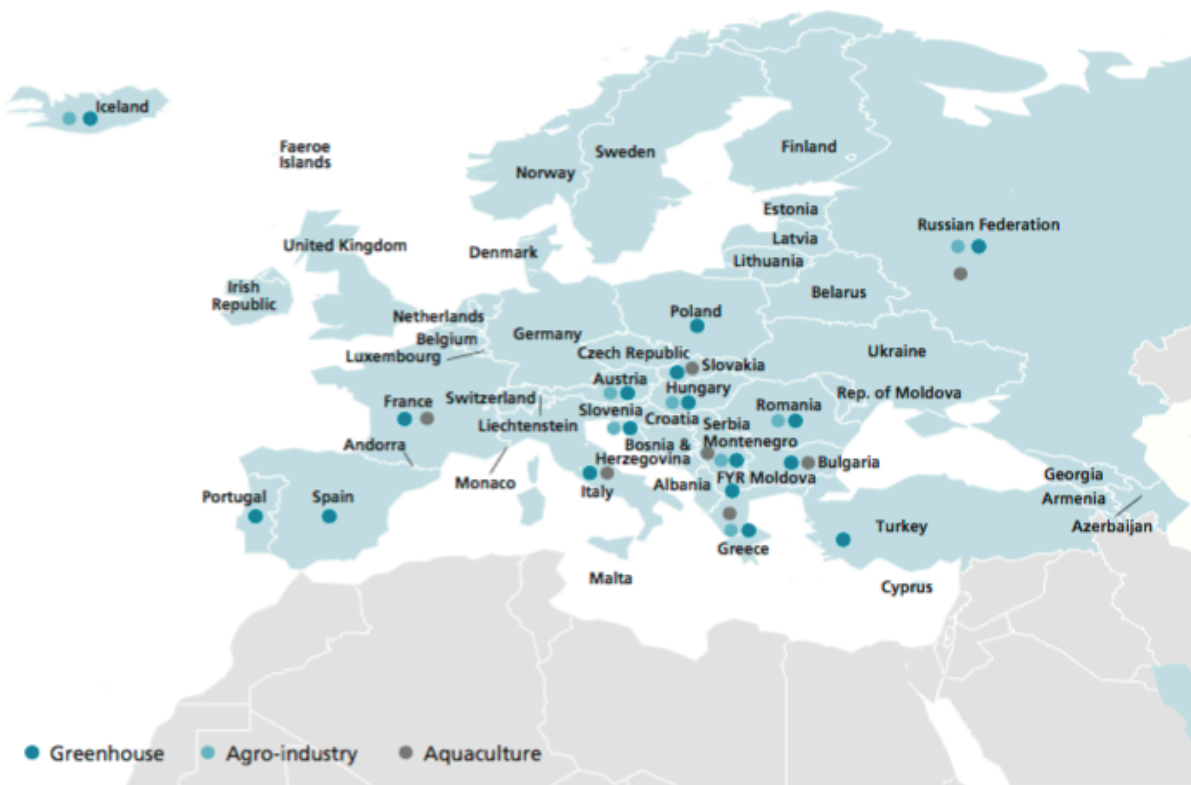 Iceland
Faeroe
Islands
Norway
Sweden
Finland
Estonia
Latvia
Lithuania
Russian Federation
United Kingdom
Denmark
Irish
Republic
Belarus
Netherlands
Belgium
Luxembourg
Germany
Poland
Ukraine
Czech Republic
Slovakia
Austria
Hungary
Rep. of Moldova
France
Switzerland
Liechtenstein
Slovenia
Croatia
Romania
Serbia
Montenegro
Bosnia &
Herzegovina
Andorra
Monaco
Italy
Albania
FYR Moldova
Bulgaria
Georgia
Armenia
Azerbaijan
Portugal
Spain
Greece
Turkey
Malta
Cyprus
Greenhouse
Agro-industry
Aquaculture